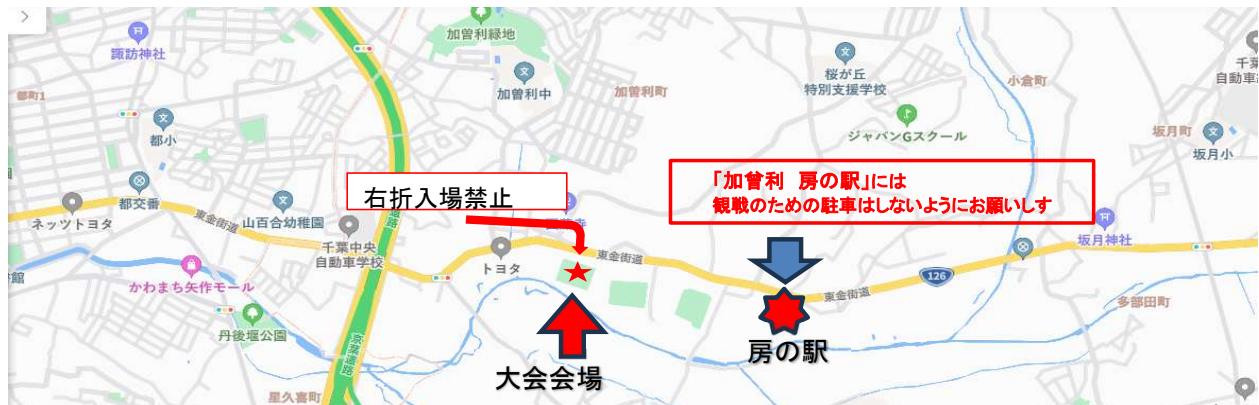 加曽利緑地
諏訪神社
都町1
加曽利中
加曽利町
桜が丘
特別支援学校
小倉町
自動車
都小
ジャパンGスクール
坂月町
坂月小
右折入場禁止
「加曽利 房の駅」には
観戦のための駐車はしないようにお願いしす
都交番
ネッツトヨタ
東金街道
山百合幼稚園
千葉中央
自動車学校
トヨタ
東金街道
坂月神社
126
かわまち矢作モール
東金街道
多部田町
丹後堰公園
京葉道路
房の駅
大会会場
星久喜町